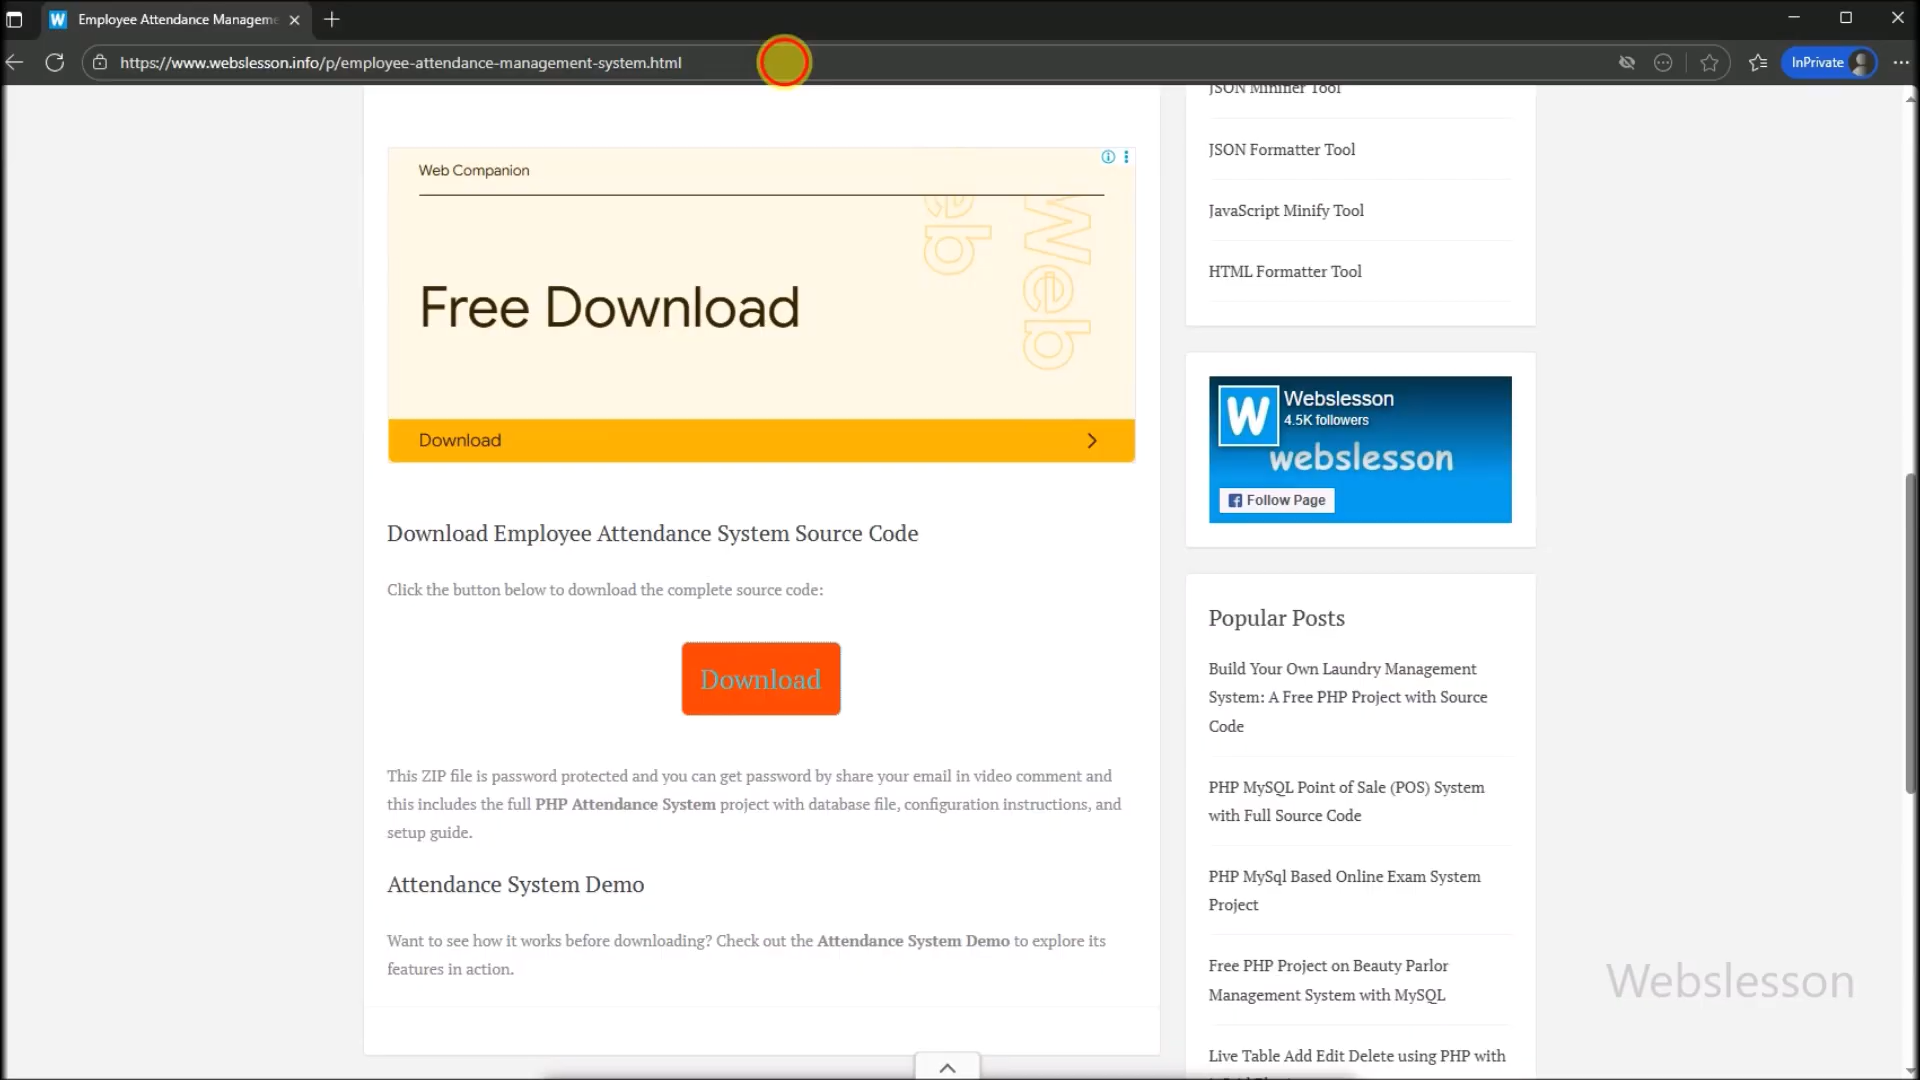 Employee Attendance Manageme
https://www.webslesson.info/p/employee-attendance-management-system.html
InPrivate
JSON Minifier Tool
Web Companion
JSON Formatter Tool
JavaScript Minify Tool
HTML Formatter Tool
Web
eb
Free Download
Download
W
Webslesson
4.5K followers
webslesson
Follow Page
Download Employee Attendance System Source Code
Click the button below to download the complete source code:
Download
This ZIP file is password protected and you can get password by share your email in video comment and
this includes the full PHP Attendance System project with database file, configuration instructions, and
setup guide.
Attendance System Demo
Want to see how it works before downloading? Check out the Attendance System Demo to explore its
features in action.
Popular Posts
Build Your Own Laundry Management
System: A Free PHP Project with Source
Code
PHP MySQL Point of Sale (POS) System
with Full Source Code
PHP MySql Based Online Exam System
Project
Free PHP Project on Beauty Parlor
Management System with MySQL
Live Table Add Edit Delete using PHP with
Webslesson